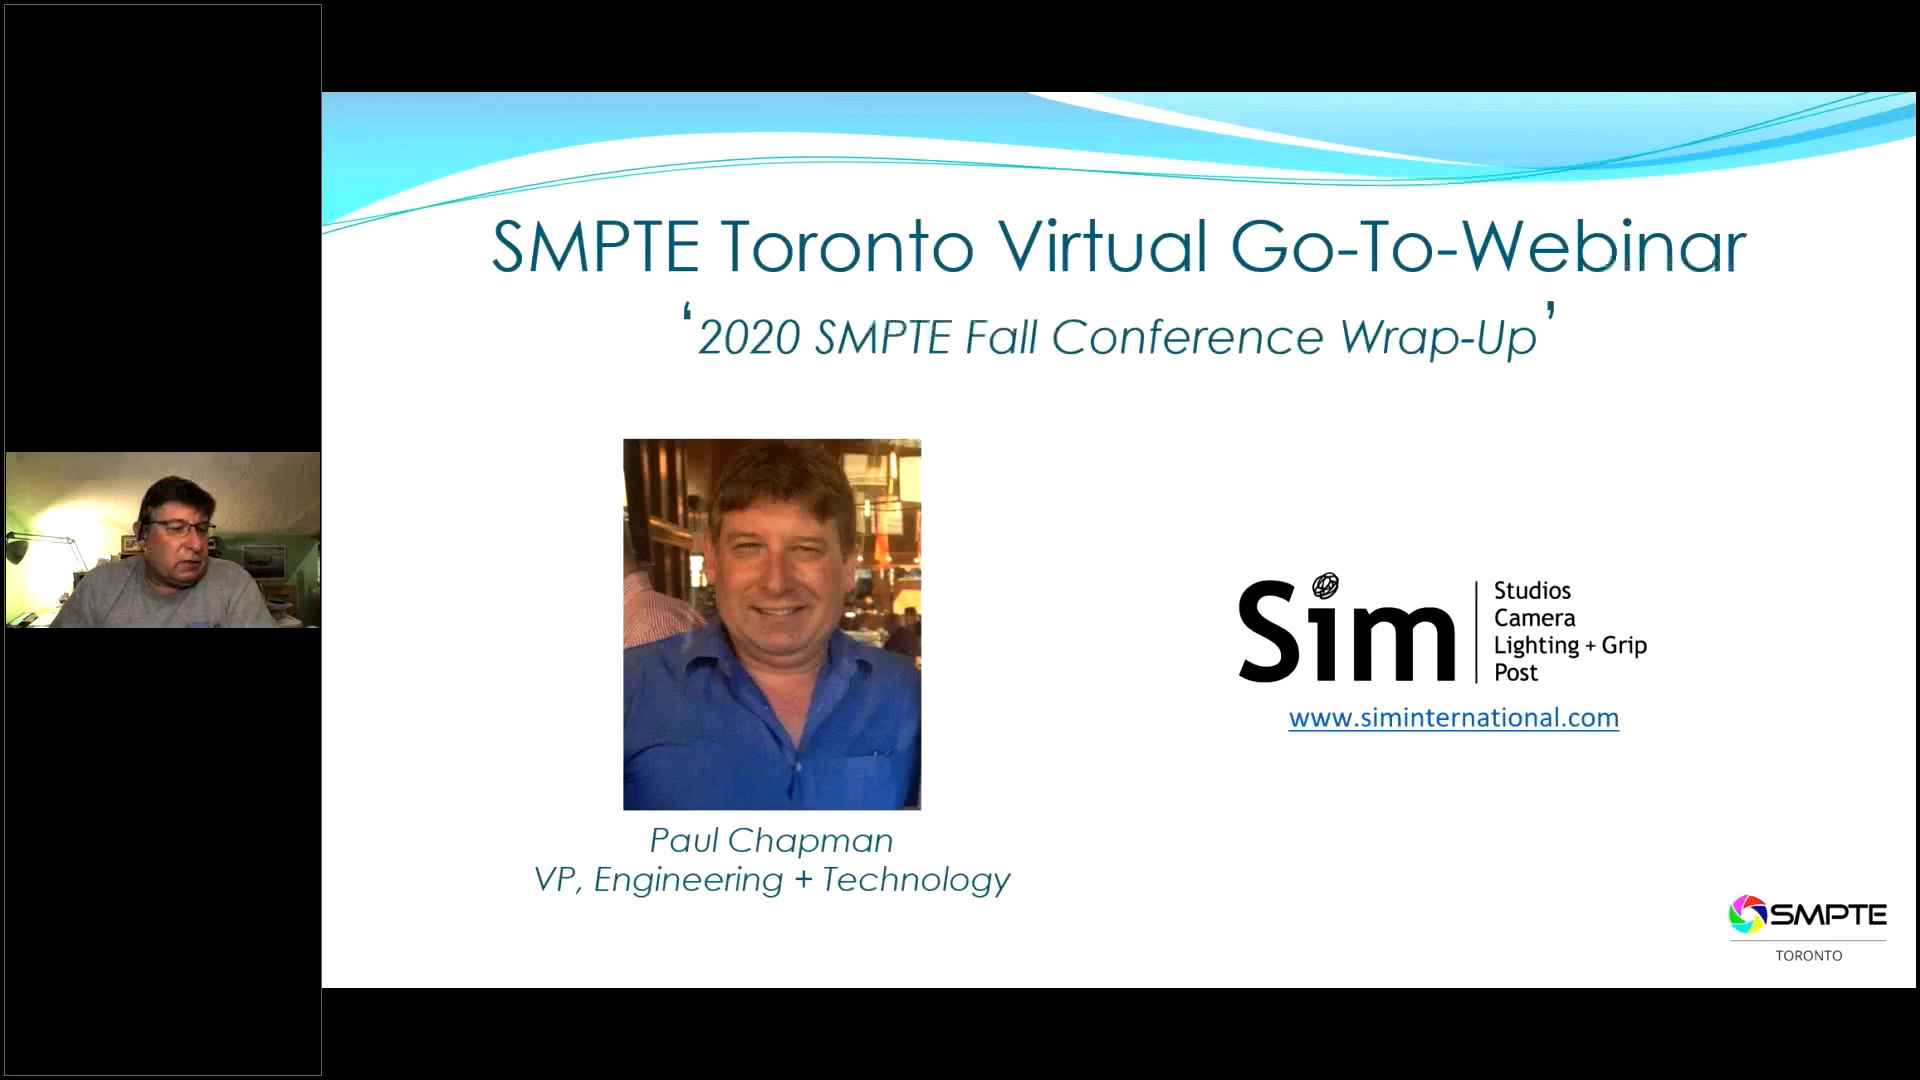 SMPTE Toronto Virtual Go-To-Webinar
‘2020 SMPTE Fall Conference Wrap-Up’
Sim
Studios
Camera
Lighting + Grip
Post
www.siminternational.com
Paul Chapman
VP, Engineering + Technology
SMPTE
TORONTO